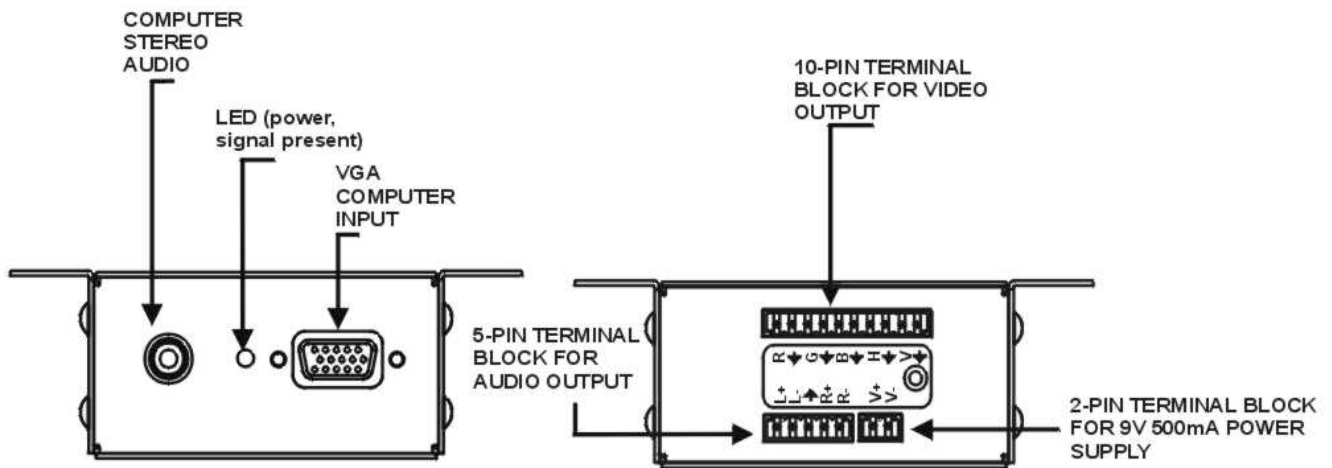 COMPUTER
STEREO
AUDIO
LED (power,
signal present)
VGA
COMPUTER
INPUT
10-PIN TERMINAL
BLOCK FOR VIDEO
OUTPUT
5-PIN TERMINAL
BLOCK FOR
AUDIO OUTPUT
R G B H V
L+ L- R+ R- V+ V-
2-PIN TERMINAL BLOCK
FOR 9V 500mA POWER
SUPPLY